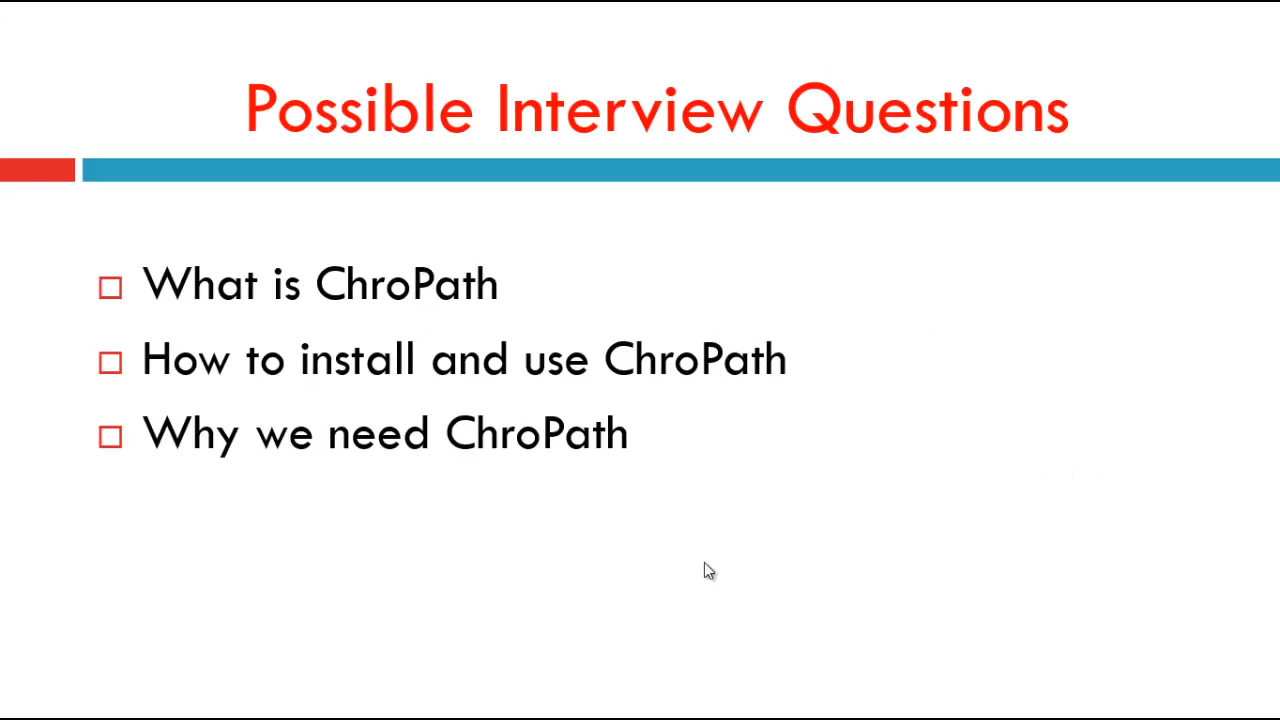 Possible Interview Questions
What is ChroPath
How to install and use ChroPath
Why we need ChroPath